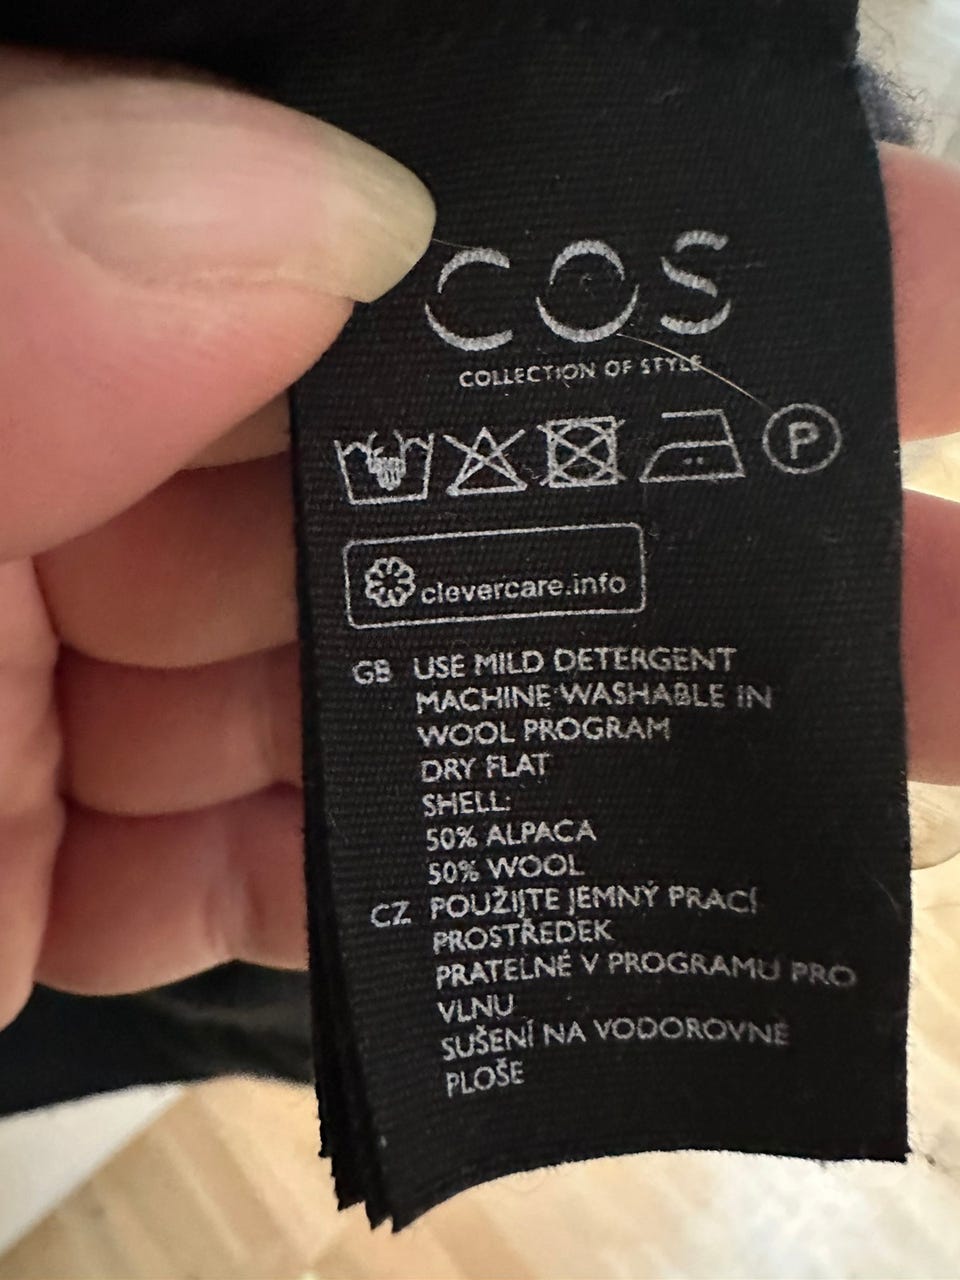 COS
COLLECTION OF STYLE
P
clevercare.info
GB USE MILD DETERGENT
MACHINE WASHABLE IN
WOOL PROGRAM
DRY FLAT
SHELL:
50% ALPACA
50% WOOL
CZ POUŽIJTE JEMNÝ PRACÍ
PROSTŘEDEK
PRATELNÉ V PROGRAMU PRO
VLNU
SUŠENÍ NA VODOROVNÉ
PLOŠE